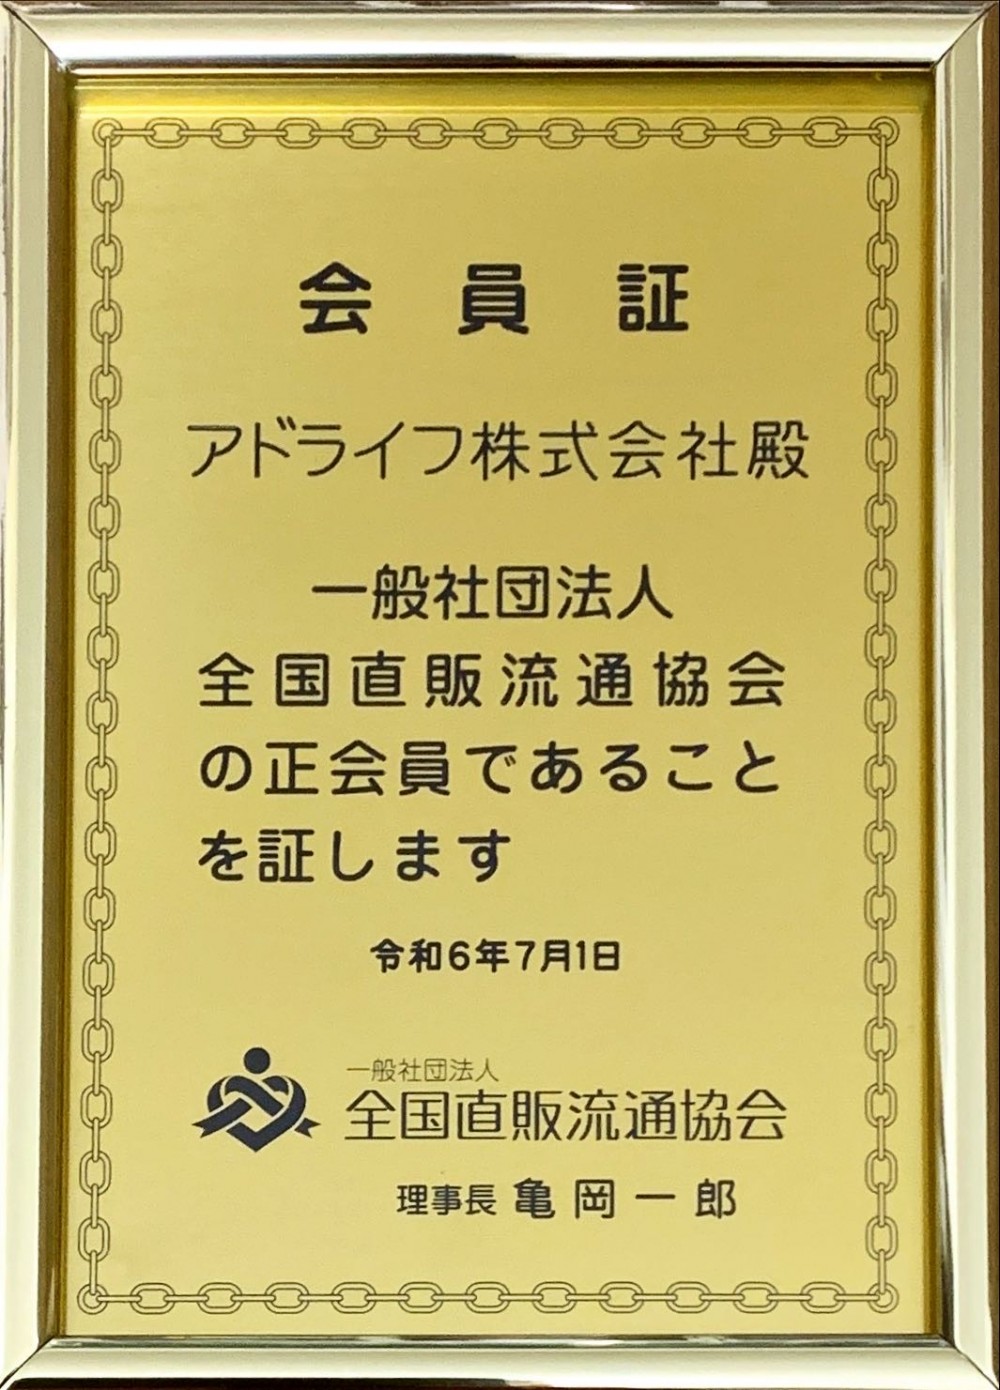 会員証
アドライフ株式会社殿
一般社団法人
全国直販流通協会
の正会員であること
を証します
令和6年7月1日
一般社団法人
全国直販流通協会
理事長 亀岡一郎